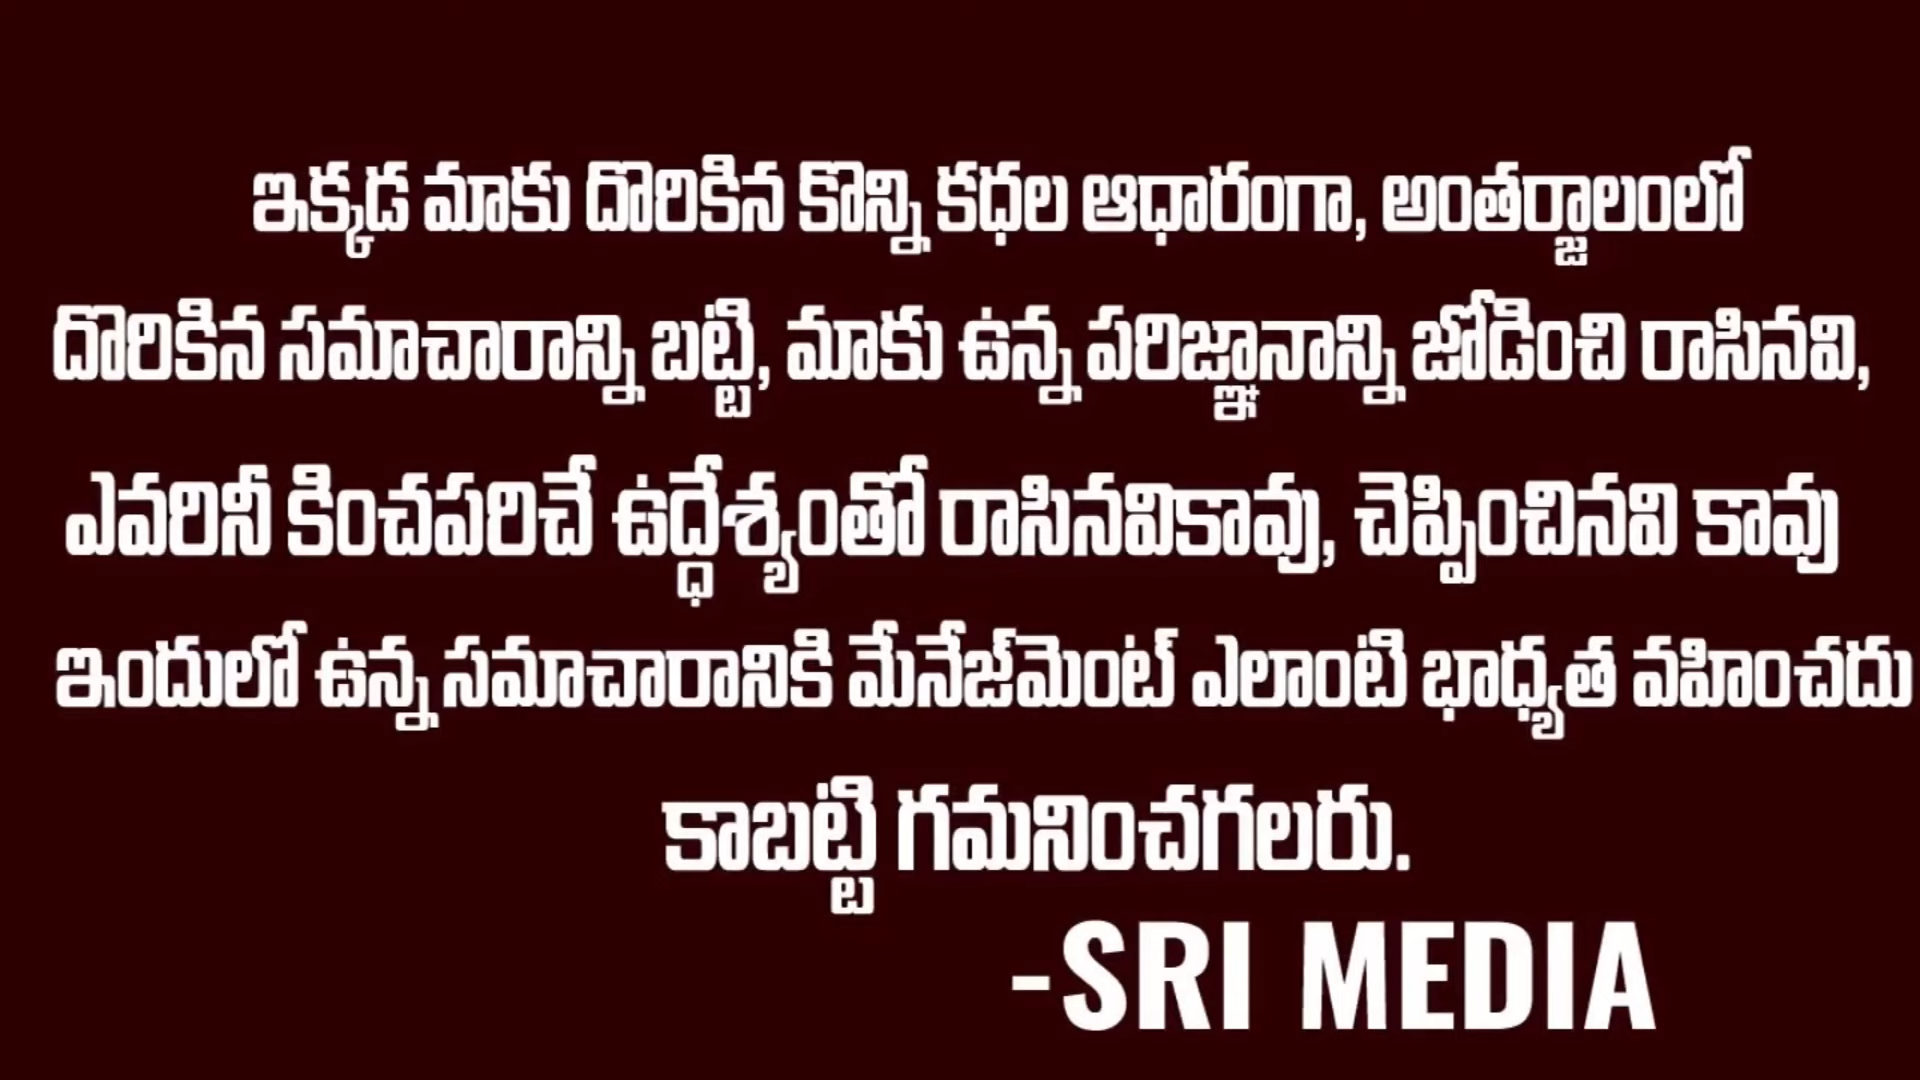 ఇక్కడ మాకు దొరికిన కొన్ని కధల ఆధారంగా, అంతర్జాలంలో
దొరికిన సమాచారాన్ని బట్టి, మాకు ఉన్న పరిజ్ఞానాన్ని జోడించి రాసినవి,
ఎవరినీ కించపరిచే ఉద్ధేశ్యంతో రాసినవికావు, చెప్పించినవి కావు
ఇందులో ఉన్న సమాచారానికి మేనేజ్‌మెంట్ ఎలాంటి భాధ్యత వహించదు
కాబట్టి గమనించగలరు.
-SRI MEDIA